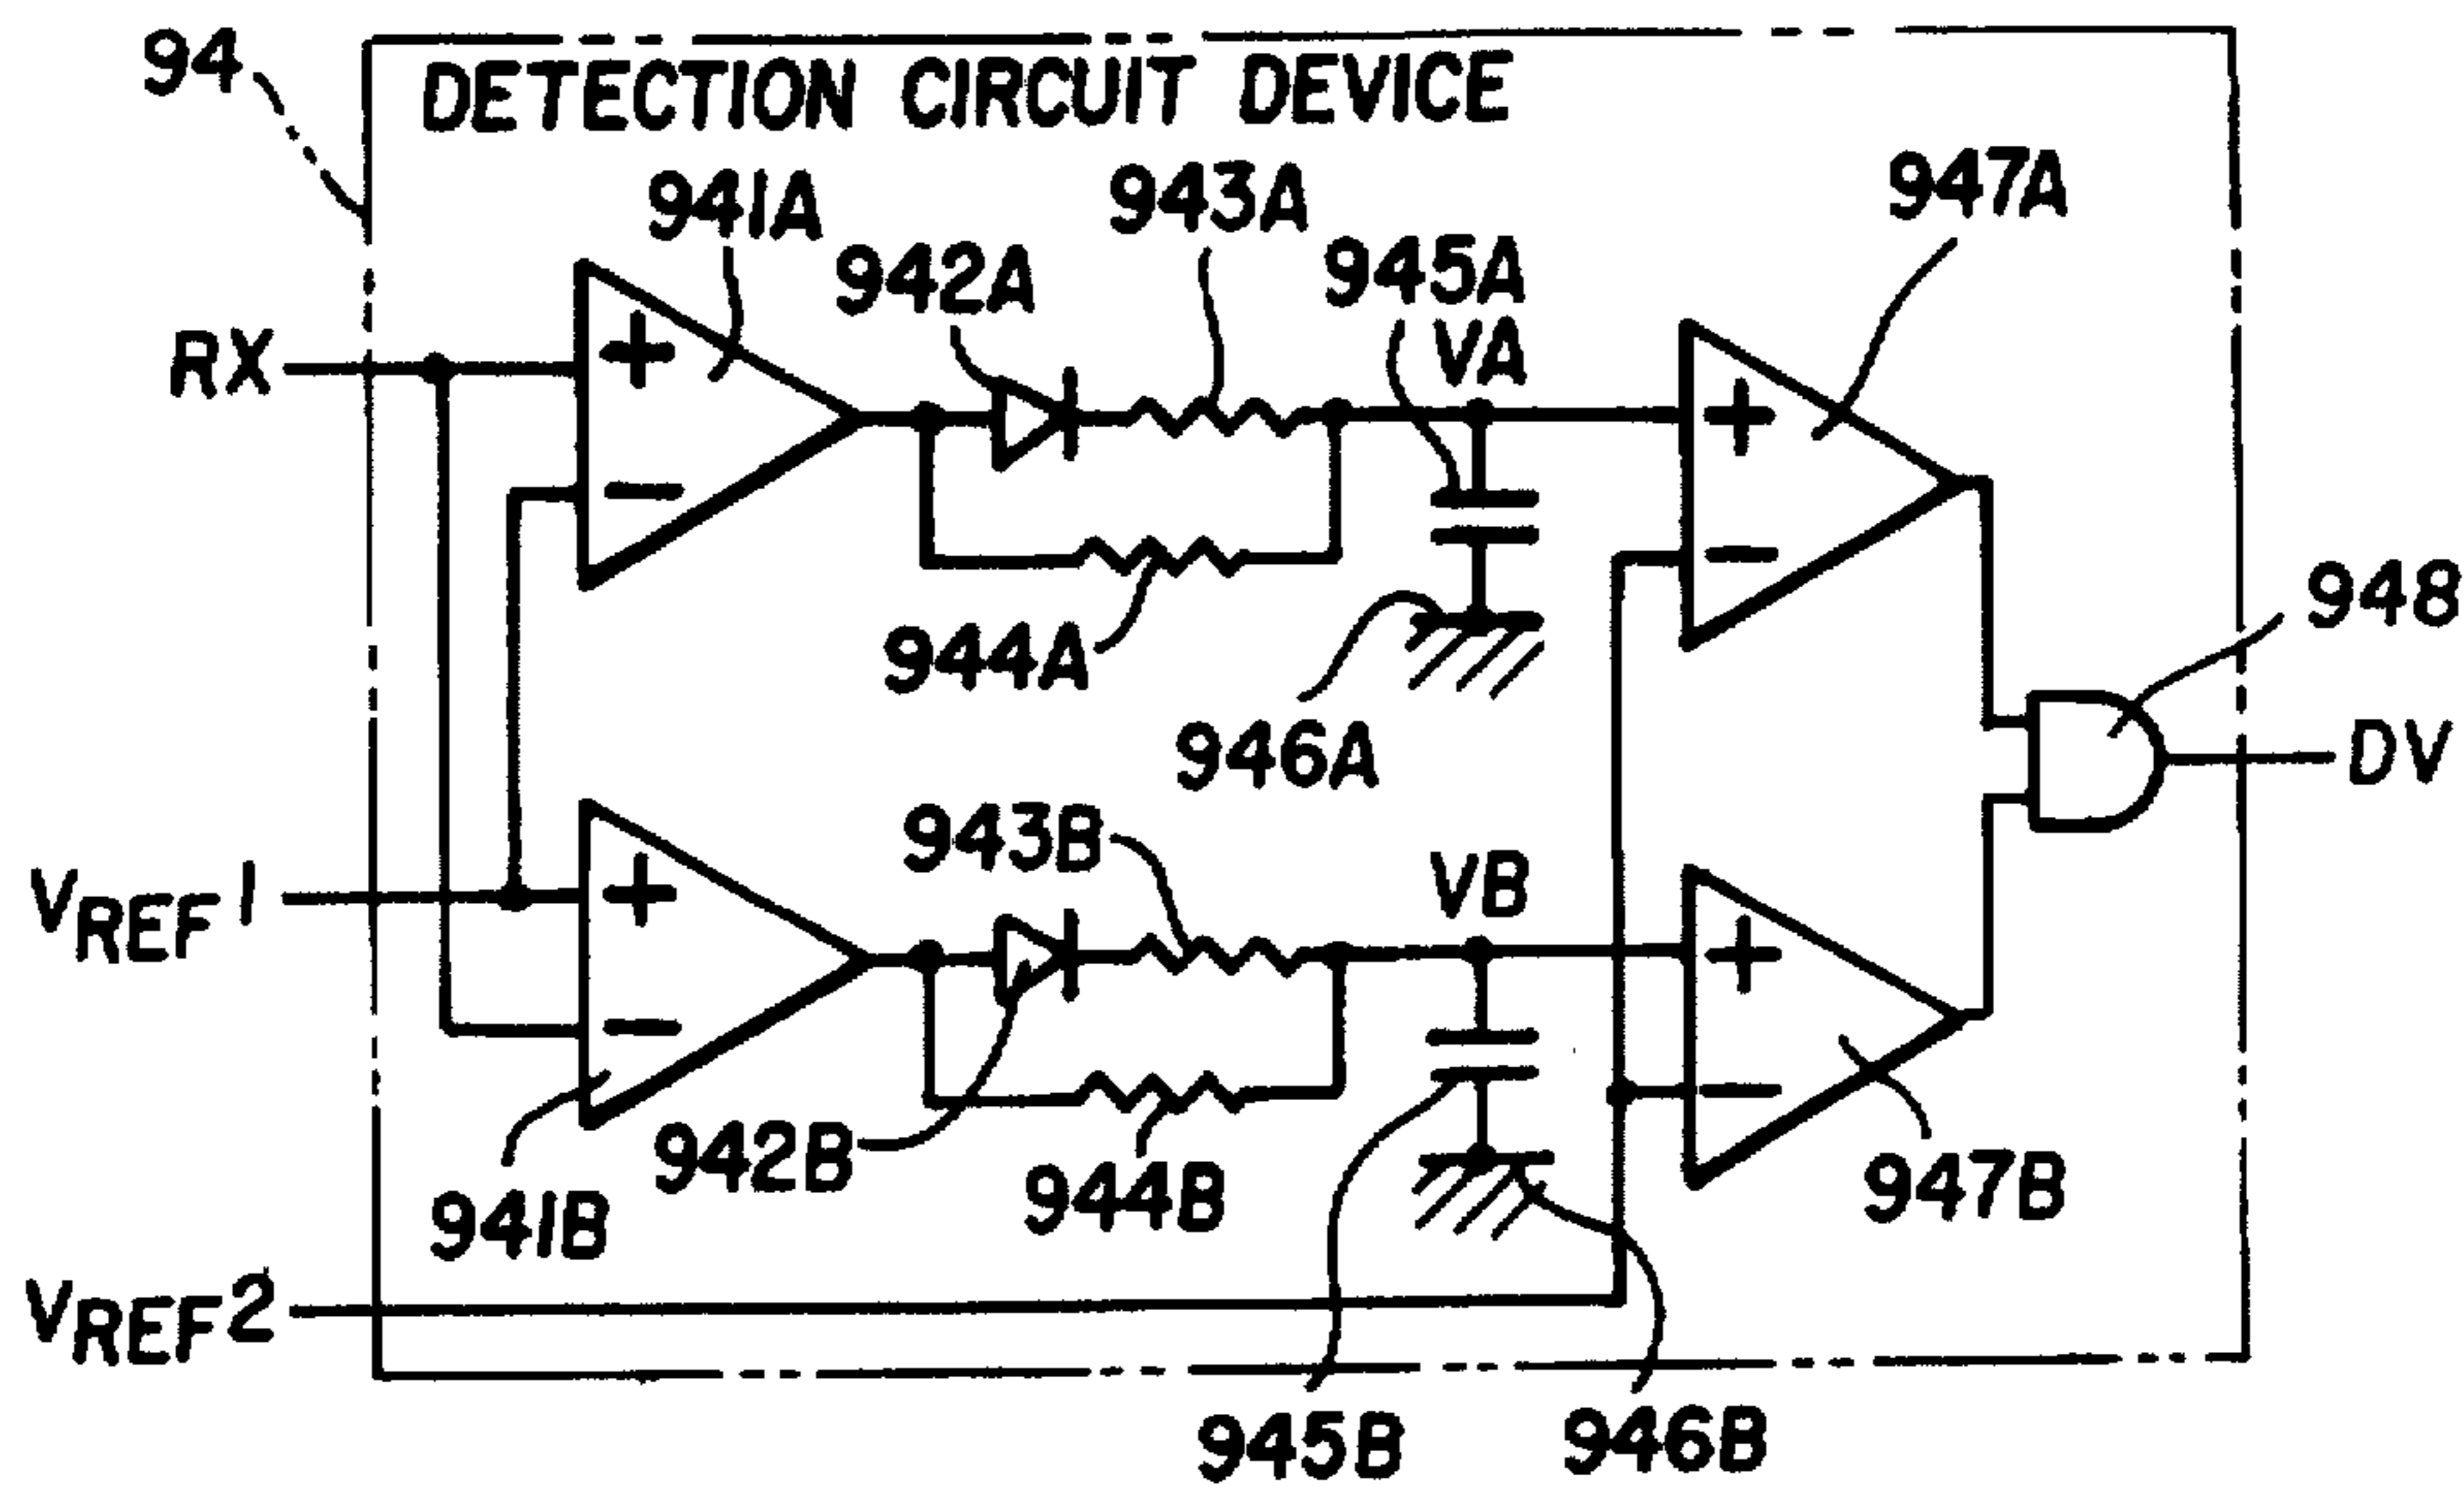 94
DETECTION CIRCUIT DEVICE
941A
942A
943A
945A
947A
RX
VA
+
+
−
−
944A
946A
948
DV
943B
VREF1
VB
+
+
−
−
942B
944B
941B
947B
VREF2
945B
946B